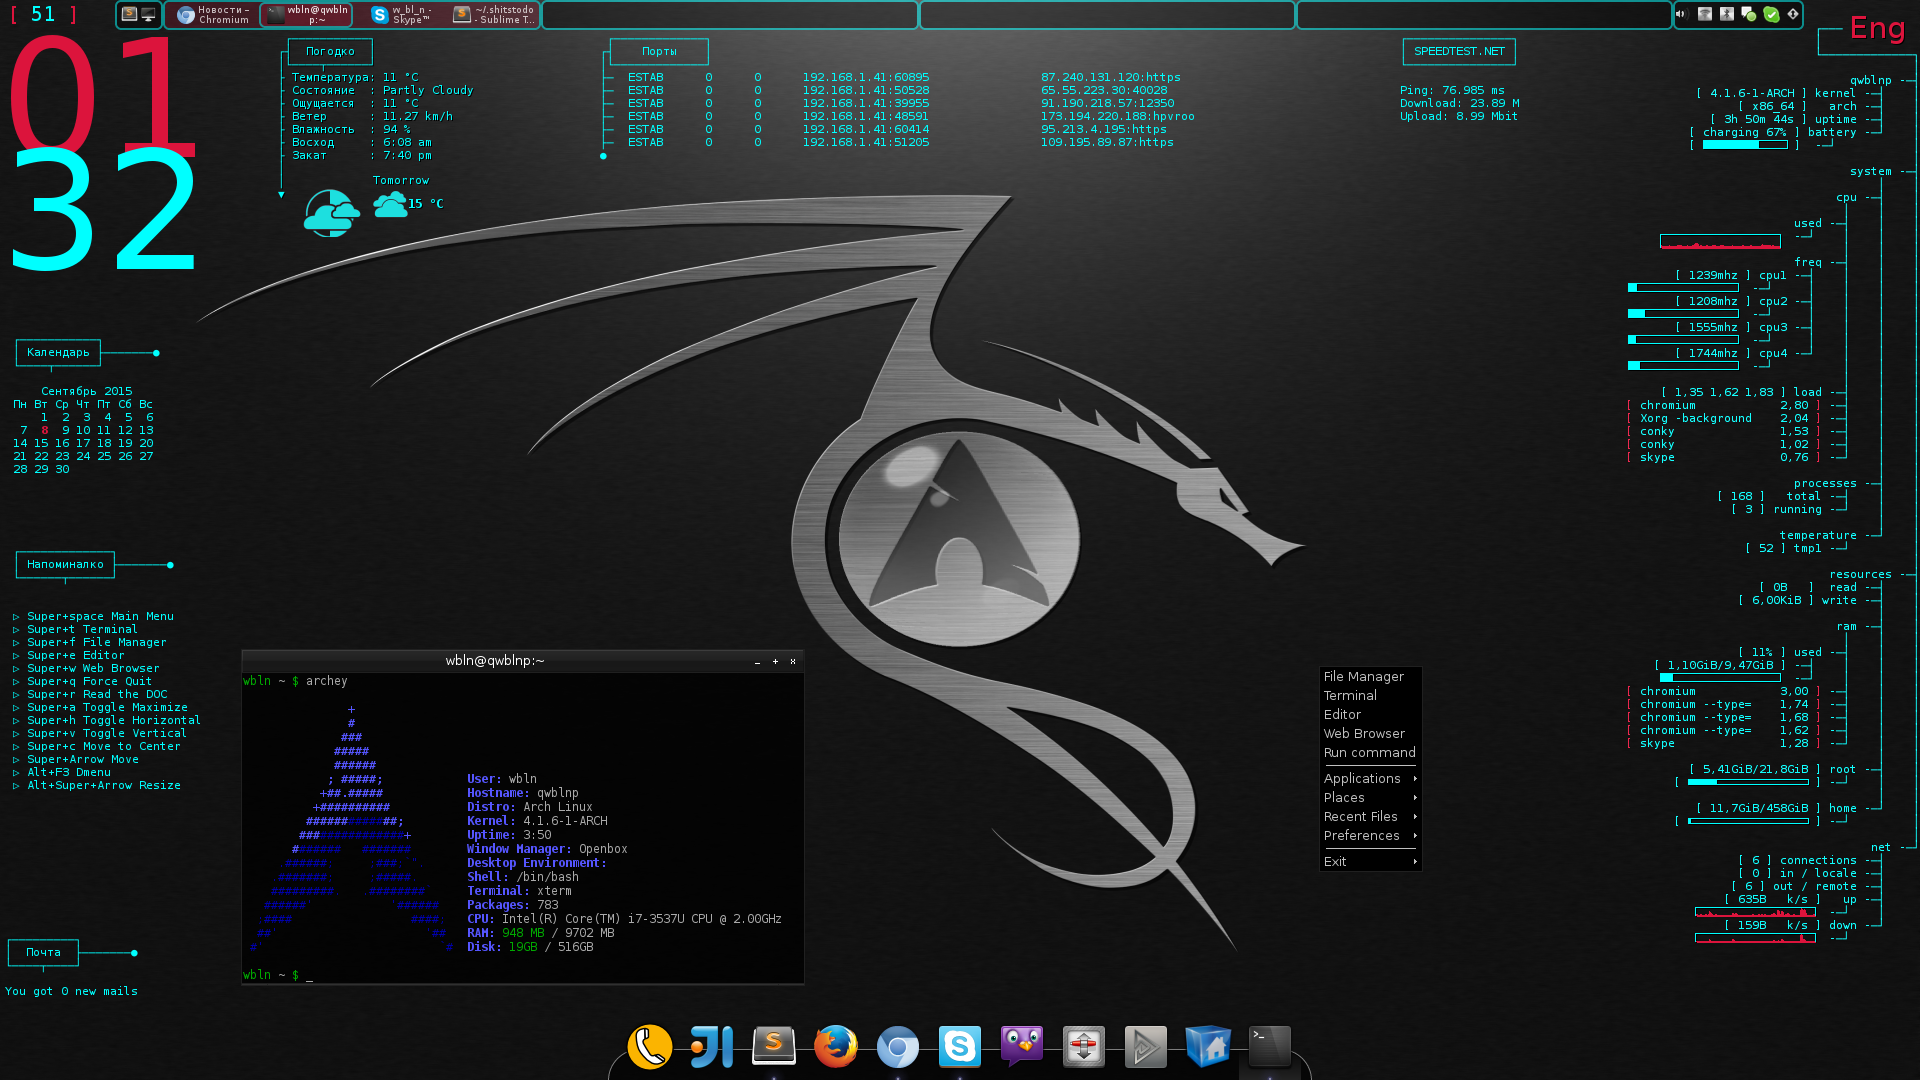 [ 51 ]
01
32
Новости –
Chromium
wbln@qwbln
p:~
w_bl_n -
Skype™
~/.shitstodo
- Sublime T...
Eng
Погодко
Температура: 11 °C
Состояние : Partly Cloudy
Ощущается : 11 °C
Ветер : 11.27 km/h
Влажность : 94 %
Восход : 6:08 am
Закат : 7:40 pm
Tomorrow
15 °C
Порты
ESTAB 0 0 192.168.1.41:60895 87.240.131.120:https
ESTAB 0 0 192.168.1.41:50528 65.55.223.30:40028
ESTAB 0 0 192.168.1.41:39955 91.190.218.57:12350
ESTAB 0 0 192.168.1.41:48591 173.194.220.188:hpvroo
ESTAB 0 0 192.168.1.41:60414 95.213.4.195:https
ESTAB 0 0 192.168.1.41:51205 109.195.89.87:https
SPEEDTEST.NET
Ping: 76.985 ms
Download: 23.89 M
Upload: 8.99 Mbit
Календарь
Сентябрь 2015
Пн Вт Ср Чт Пт Сб Вс
1 2 3 4 5 6
7 8 9 10 11 12 13
14 15 16 17 18 19 20
21 22 23 24 25 26 27
28 29 30
Напоминалко
▷ Super+space Main Menu
▷ Super+t Terminal
▷ Super+f File Manager
▷ Super+e Editor
▷ Super+w Web Browser
▷ Super+q Force Quit
▷ Super+r Read the DOC
▷ Super+a Toggle Maximize
▷ Super+h Toggle Horizontal
▷ Super+v Toggle Vertical
▷ Super+c Move to Center
▷ Super+Arrow Move
▷ Alt+F3 Dmenu
▷ Alt+Super+Arrow Resize
Почта
You got 0 new mails
wbln@qwblnp:~
wbln ~ $ archey
User: wbln
Hostname: qwblnp
Distro: Arch Linux
Kernel: 4.1.6-1-ARCH
Uptime: 3:50
Window Manager: Openbox
Desktop Environment:
Shell: /bin/bash
Terminal: xterm
Packages: 783
CPU: Intel(R) Core(TM) i7-3537U CPU @ 2.00GHz
RAM: 948 MB / 9702 MB
Disk: 19GB / 516GB
wbln ~ $ _
File Manager
Terminal
Editor
Web Browser
Run command
Applications
Places
Recent Files
Preferences
Exit
qwblnp
[ 4.1.6-1-ARCH ] kernel
[ x86_64 ] arch
[ 3h 50m 44s ] uptime
[ charging 67% ] battery
[ ]
system
cpu
used
freq
[ 1239mhz ] cpu1
[ 1208mhz ] cpu2
[ 1555mhz ] cpu3
[ 1744mhz ] cpu4
[ 1,35 1,62 1,83 ] load
[ chromium 2,80 ]
[ Xorg -background 2,04 ]
[ conky 1,53 ]
[ conky 1,02 ]
[ skype 0,76 ]
processes
[ 168 ] total
[ 3 ] running
temperature
[ 52 ] tmp1
resources
[ 0B ] read
[ 6,00KiB ] write
ram
[ 11% ] used
[ 1,10GiB/9,47GiB ]
[ chromium 3,00 ]
[ chromium --type= 1,74 ]
[ chromium --type= 1,68 ]
[ chromium --type= 1,62 ]
[ skype 1,28 ]
[ 5,41GiB/21,8GiB ] root
[ ]
[ 11,7GiB/458GiB ] home
[ ]
net
[ 6 ] connections
[ 0 ] in / locale
[ 6 ] out / remote
[ 635B k/s ] up
[ 159B k/s ] down